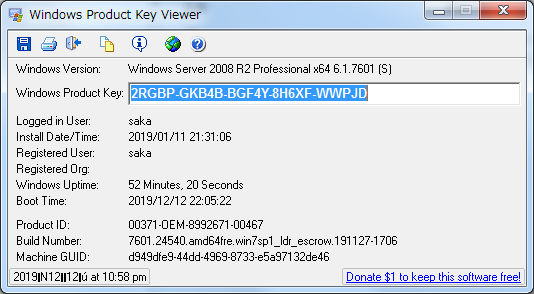 Windows Product Key Viewer
Windows Version: Windows Server 2008 R2 Professional x64 6.1.7601 (S)
Windows Product Key: 2RGBP-GKB4B-BGF4Y-8H6XF-WWPJD
Logged in User: saka
Install Date/Time: 2019/01/11 21:31:06
Registered User: saka
Registered Org:
Windows Uptime: 52 Minutes, 20 Seconds
Boot Time: 2019/12/12 22:05:22
Product ID: 00371-OEM-8992671-00467
Build Number: 7601.24540.amd64fre.win7sp1_ldr_escrow.191127-1706
Machine GUID: d949dfe9-44dd-4969-8733-e5a97132de46
2019 N12 12 ú at 10:58 pm
Donate $1 to keep this software free!